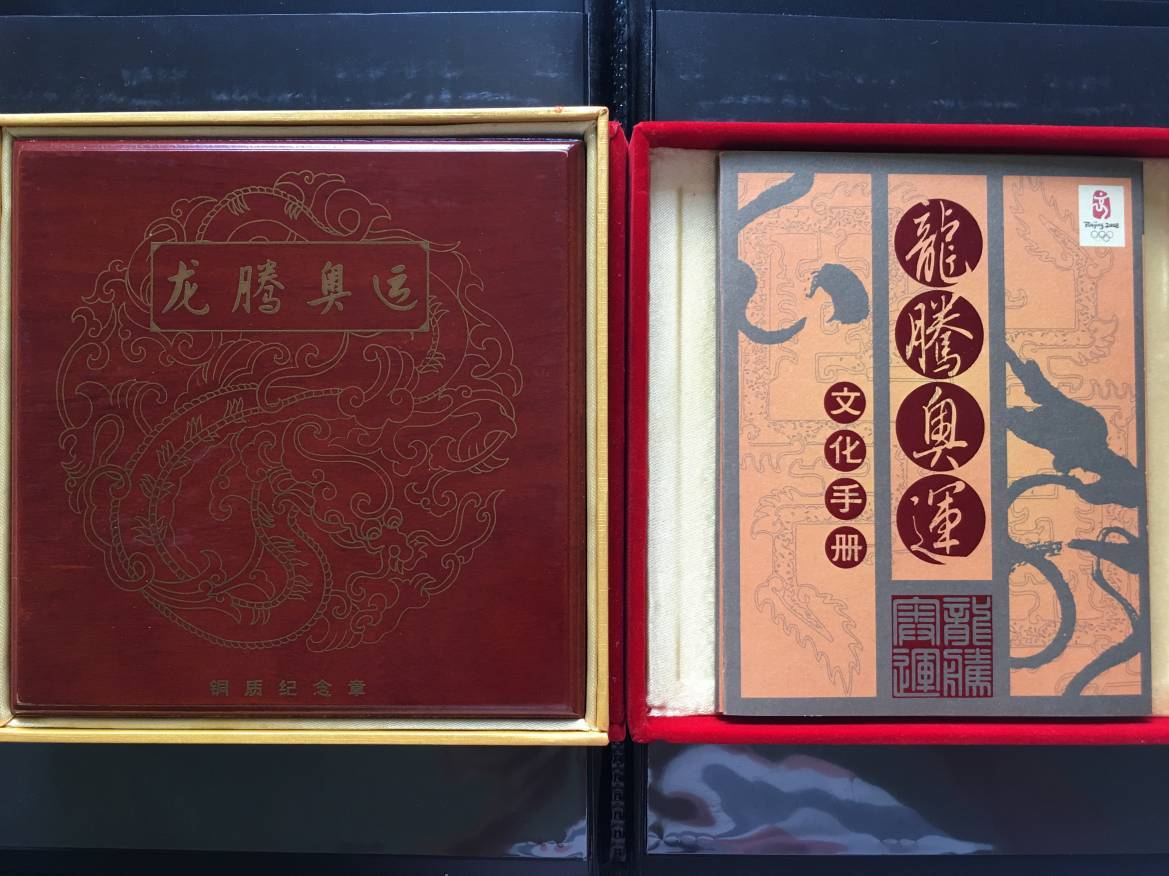 龙腾奥运
铜质纪念章
Beijing 2008
龍騰奧運
文化手册
龍騰奧運